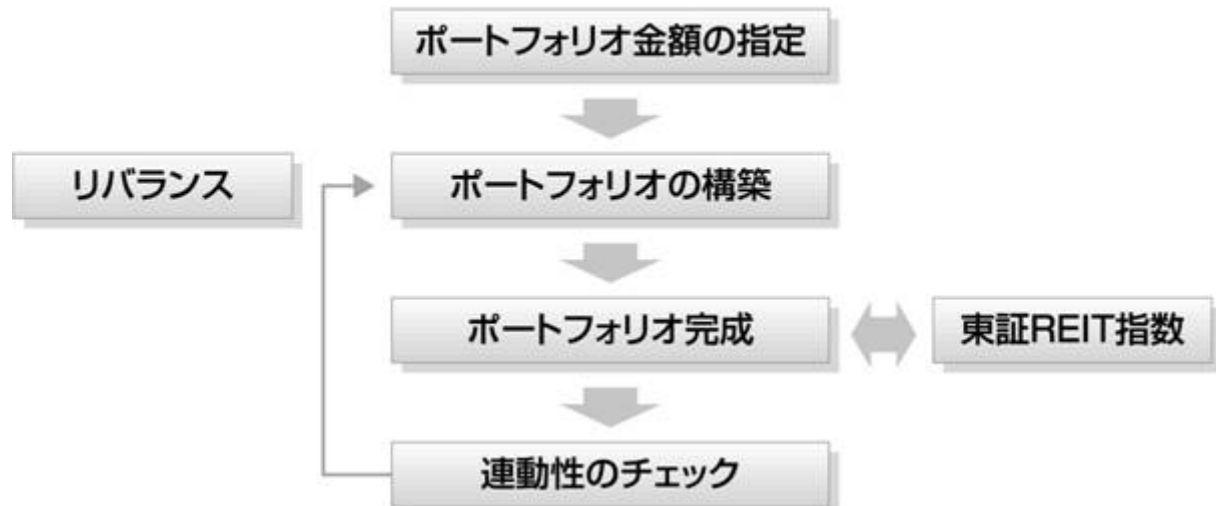 ポートフォリオ金額の指定
リバランス
ポートフォリオの構築
ポートフォリオ完成
東証REIT指数
連動性のチェック